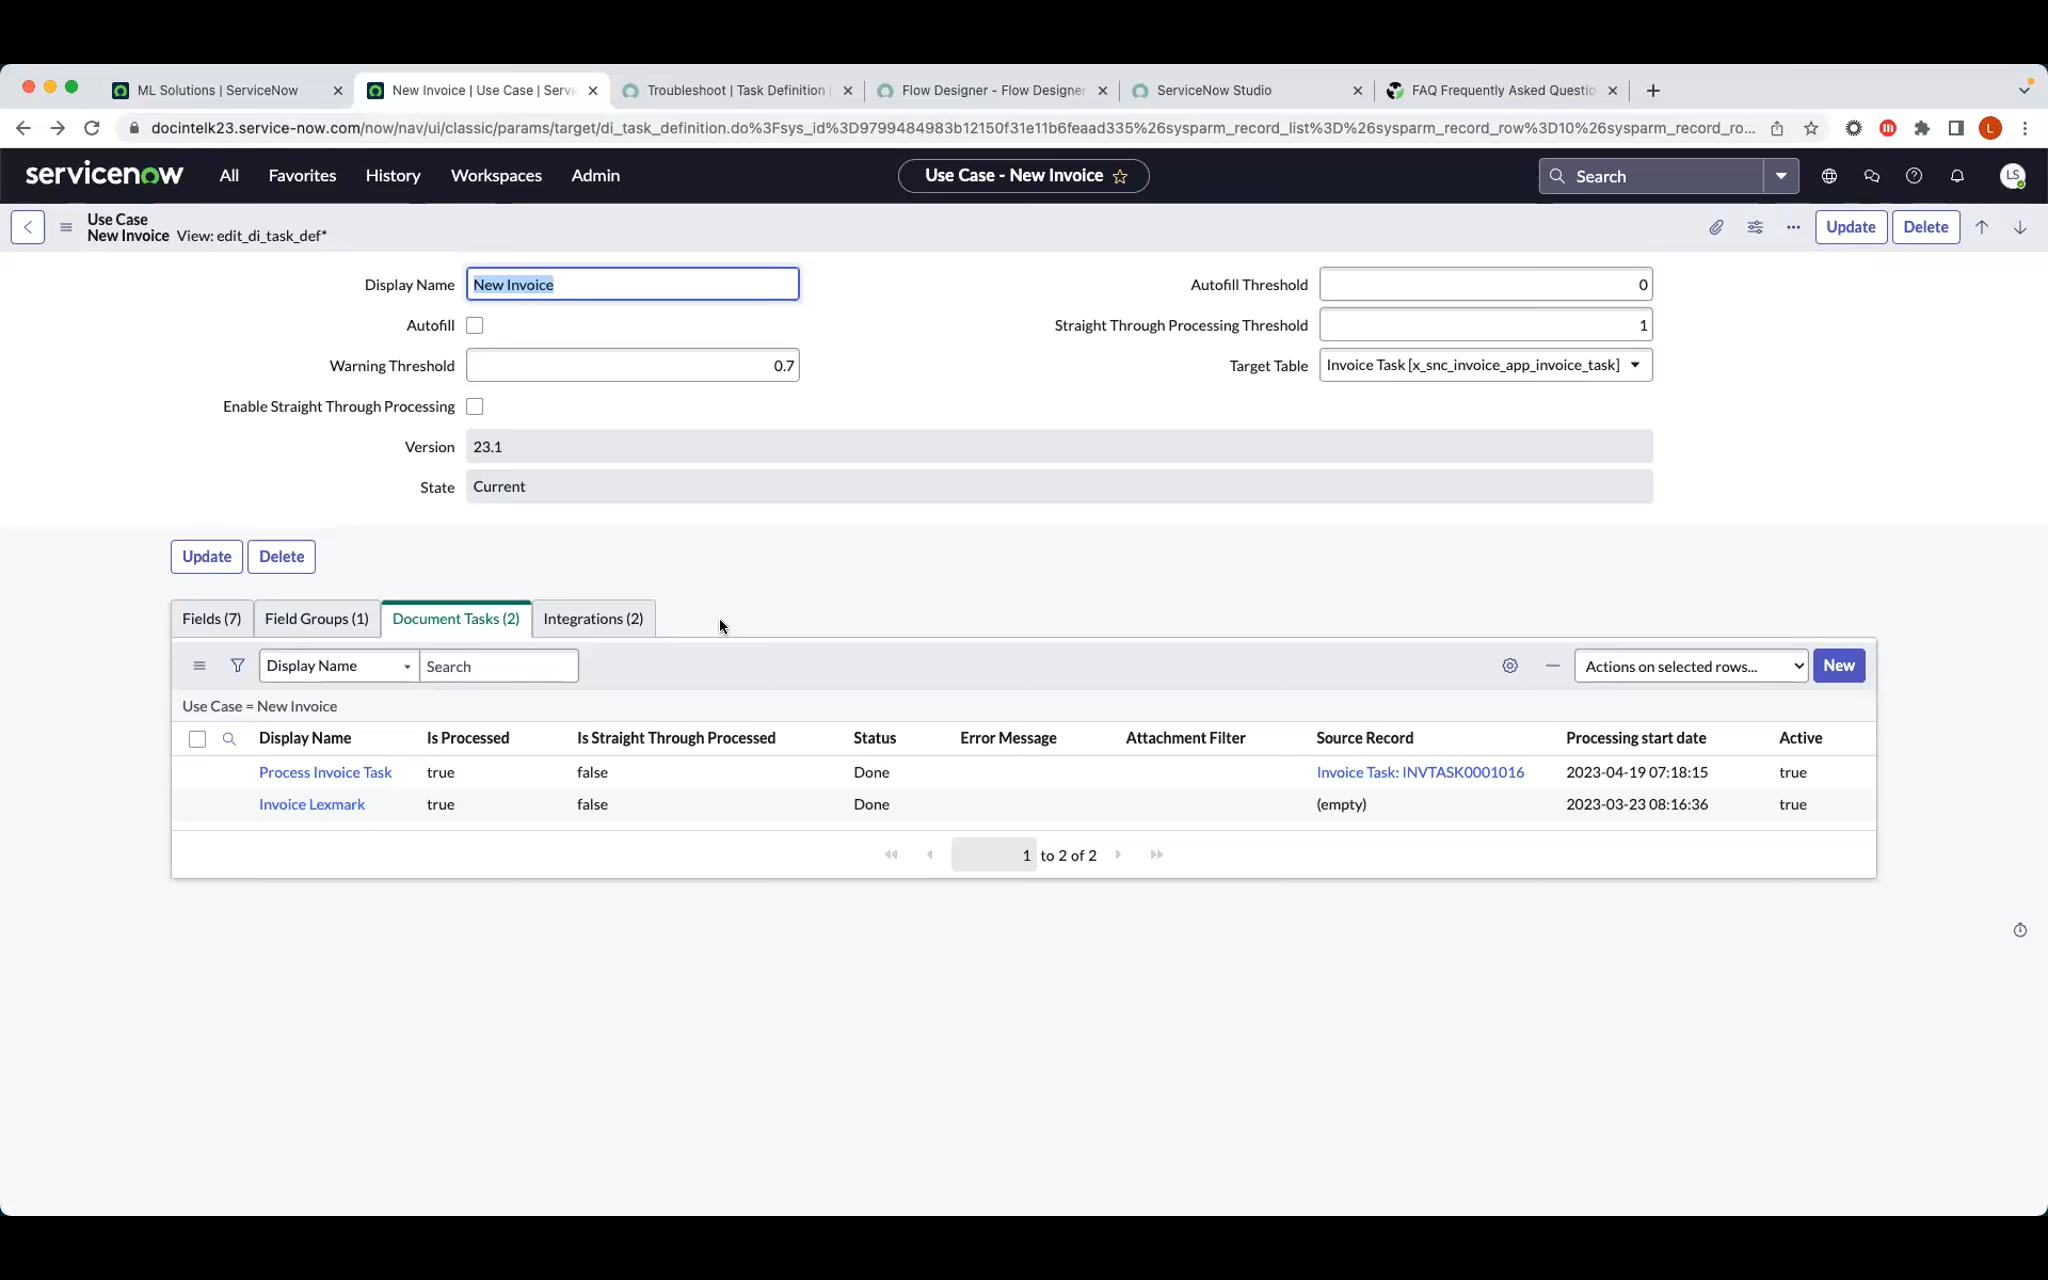 ML Solutions | ServiceNow
New Invoice | Use Case | Servi
Troubleshoot | Task Definition |
Flow Designer - Flow Designer
ServiceNow Studio
FAQ Frequently Asked Questio
docintelk23.service-now.com/now/nav/ui/classic/params/target/di_task_definition.do%3Fsys_id%3D9799484983b12150f31e11b6feaad335%26sysparm_record_list%3D%26sysparm_record_row%3D10%26sysparm_record_ro...
L
servicenow
All
Favorites
History
Workspaces
Admin
Use Case - New Invoice
Search
LS
Use Case
New Invoice View: edit_di_task_def*
Update
Delete
Display Name
New Invoice
Autofill Threshold
0
Autofill
Straight Through Processing Threshold
1
Warning Threshold
0.7
Target Table
Invoice Task [x_snc_invoice_app_invoice_task]
Enable Straight Through Processing
Version
23.1
State
Current
Update
Delete
Fields (7)
Field Groups (1)
Document Tasks (2)
Integrations (2)
Display Name
Search
Actions on selected rows...
New
Use Case = New Invoice
Display Name Is Processed Is Straight Through Processed Status Error Message Attachment Filter Source Record Processing start date Active
Process Invoice Task true false Done Invoice Task: INVTASK0001016 2023-04-19 07:18:15 true
Invoice Lexmark true false Done (empty) 2023-03-23 08:16:36 true
1 to 2 of 2